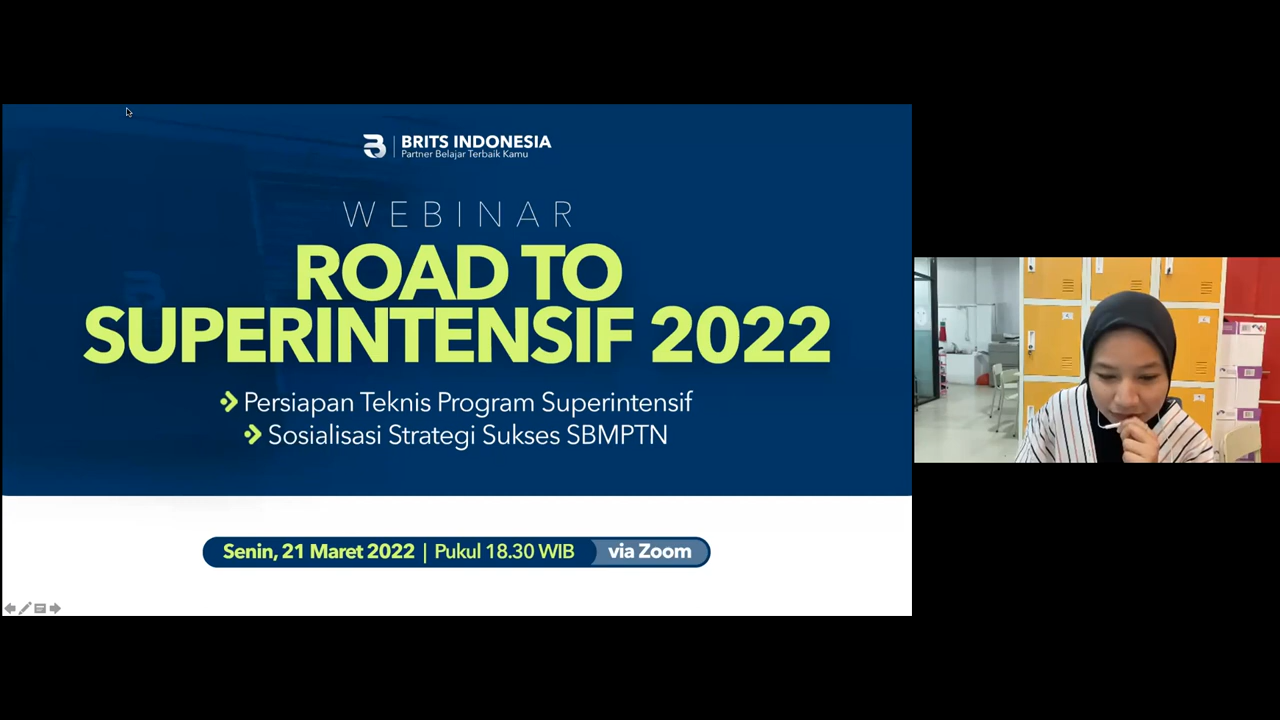 BRITS INDONESIA
Partner Belajar Terbaik Kamu
WEBINAR
ROAD TO
SUPERINTENSIF 2022
Persiapan Teknis Program Superintensif
Sosialisasi Strategi Sukses SBMPTN
Senin, 21 Maret 2022 | Pukul 18.30 WIB via Zoom